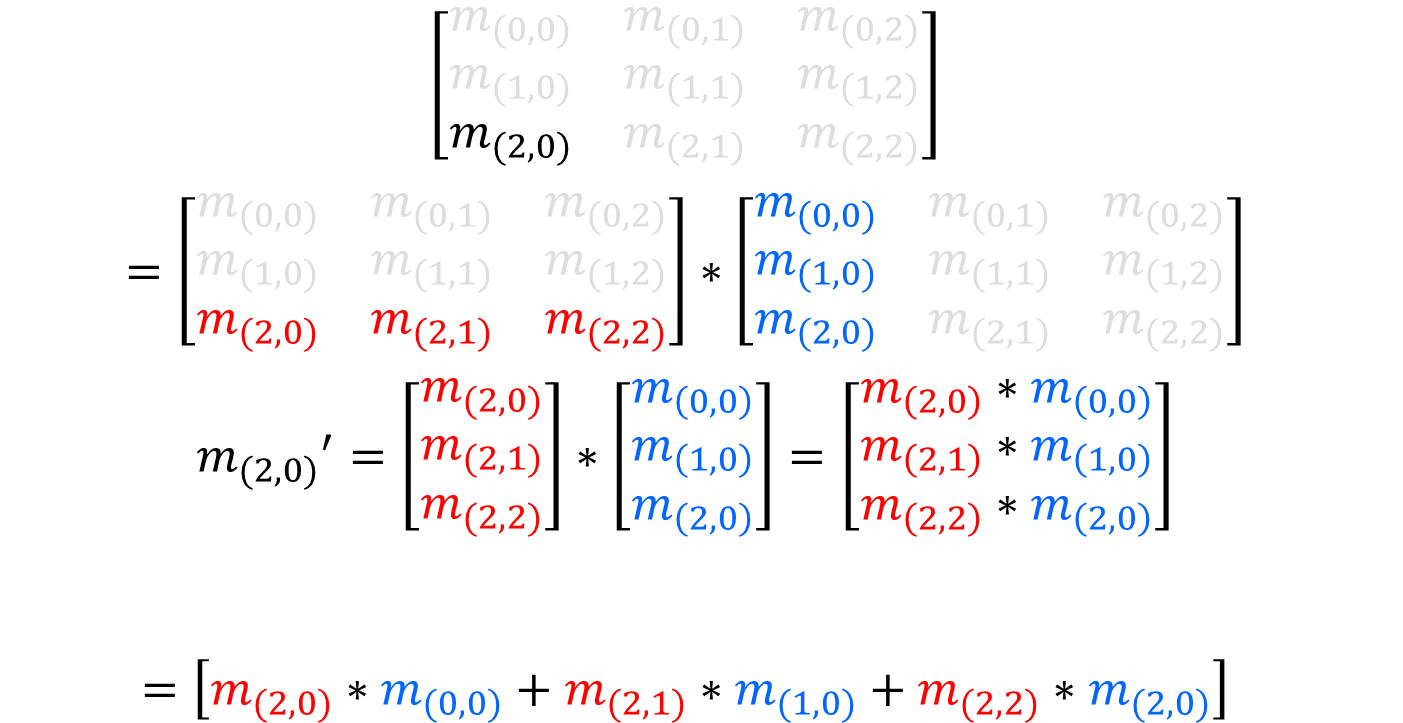 [m(0,0) m(0,1) m(0,2)
m(1,0) m(1,1) m(1,2)
m(2,0) m(2,1) m(2,2)]
= [m(0,0) m(0,1) m(0,2) m(0,0) m(0,1) m(0,2)
m(1,0) m(1,1) m(1,2)] * [m(1,0) m(1,1) m(1,2)]
m(2,0) m(2,1) m(2,2) m(2,0) m(2,1) m(2,2)
m(2,0) m(0,0) m(2,0) * m(0,0)
m(2,0)′ = [m(2,1)] * [m(1,0)] = [m(2,1) * m(1,0)]
m(2,2) m(2,0) m(2,2) * m(2,0)
= [m(2,0) * m(0,0) + m(2,1) * m(1,0) + m(2,2) * m(2,0)]